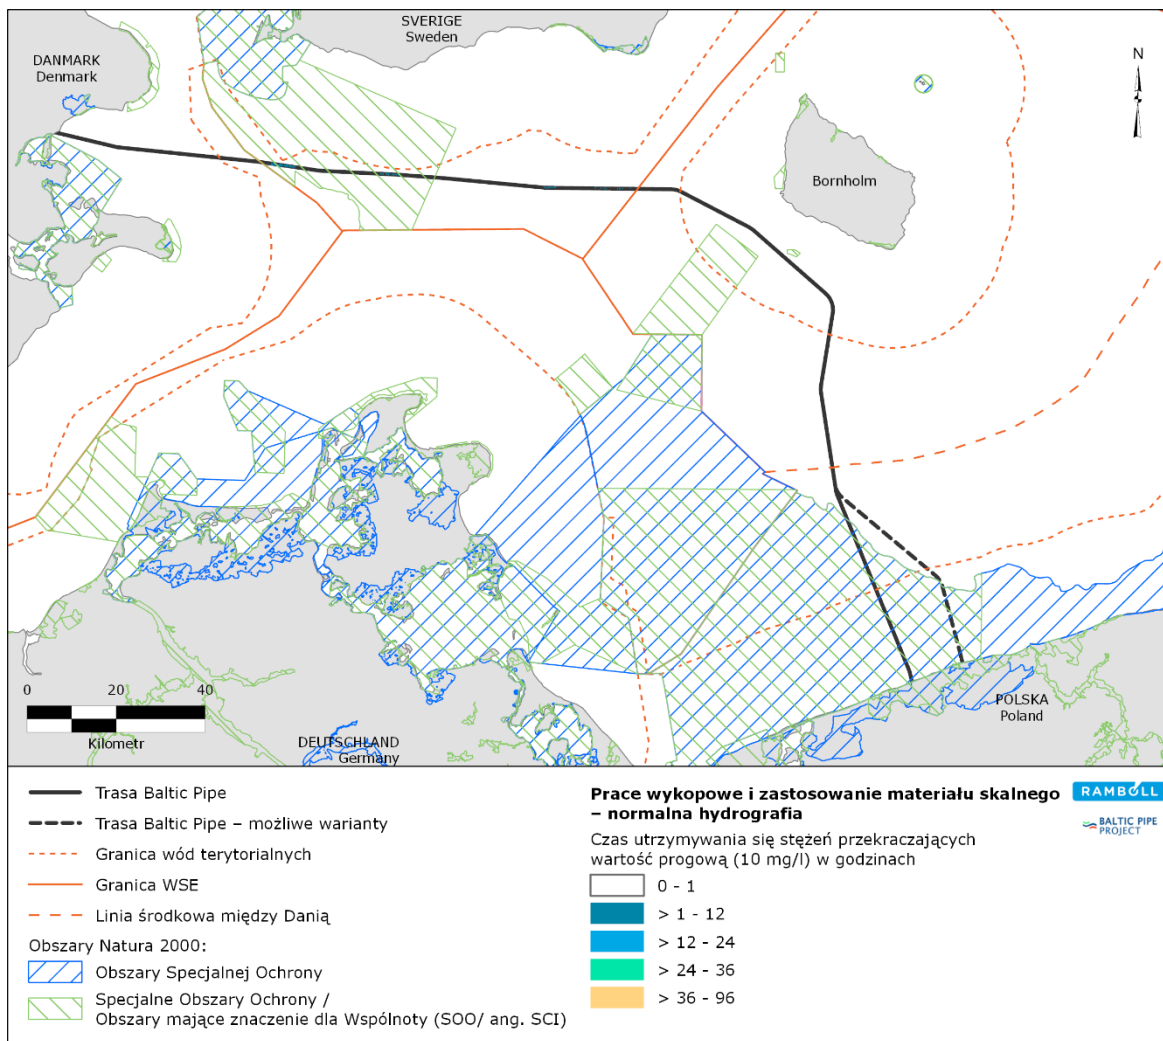 SVERIGE
Sweden
DANMARK
Denmark
N
Bornholm
0 20 40
Kilometr
DEUTSCHLAND
Germany
POLSKA
Poland
Trasa Baltic Pipe
Trasa Baltic Pipe – możliwe warianty
Granica wód terytorialnych
Granica WSE
Linia środkowa między Danią
Obszary Natura 2000:
Obszary Specjalnej Ochrony
Specjalne Obszary Ochrony /
Obszary mające znaczenie dla Wspólnoty (SOO/ ang. SCI)
Prace wykopowe i zastosowanie materiału skalnego
– normalna hydrografia
Czas utrzymywania się stężeń przekraczających
wartość progową (10 mg/l) w godzinach
0 - 1
> 1 - 12
> 12 - 24
> 24 - 36
> 36 - 96
RAMBOLL
BALTIC PIPE
PROJECT